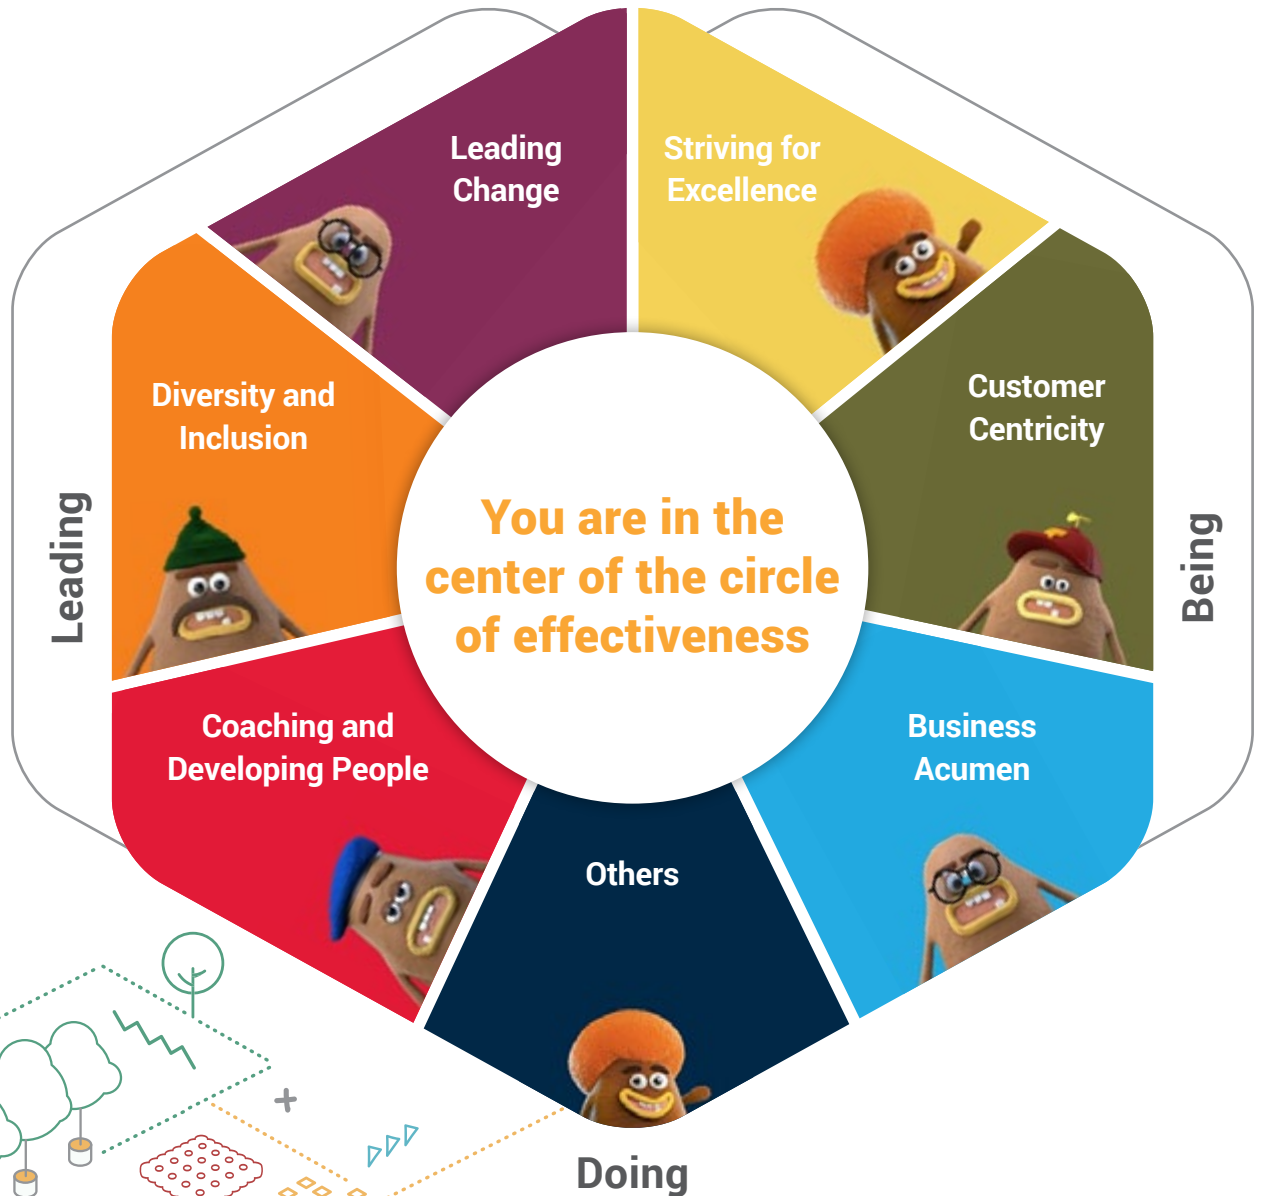 Leading
Change
Striving for
Excellence
Diversity and
Inclusion
Customer
Centricity
You are in the
center of the circle
of effectiveness
Leading
Being
Coaching and
Developing People
Business
Acumen
Others
Doing